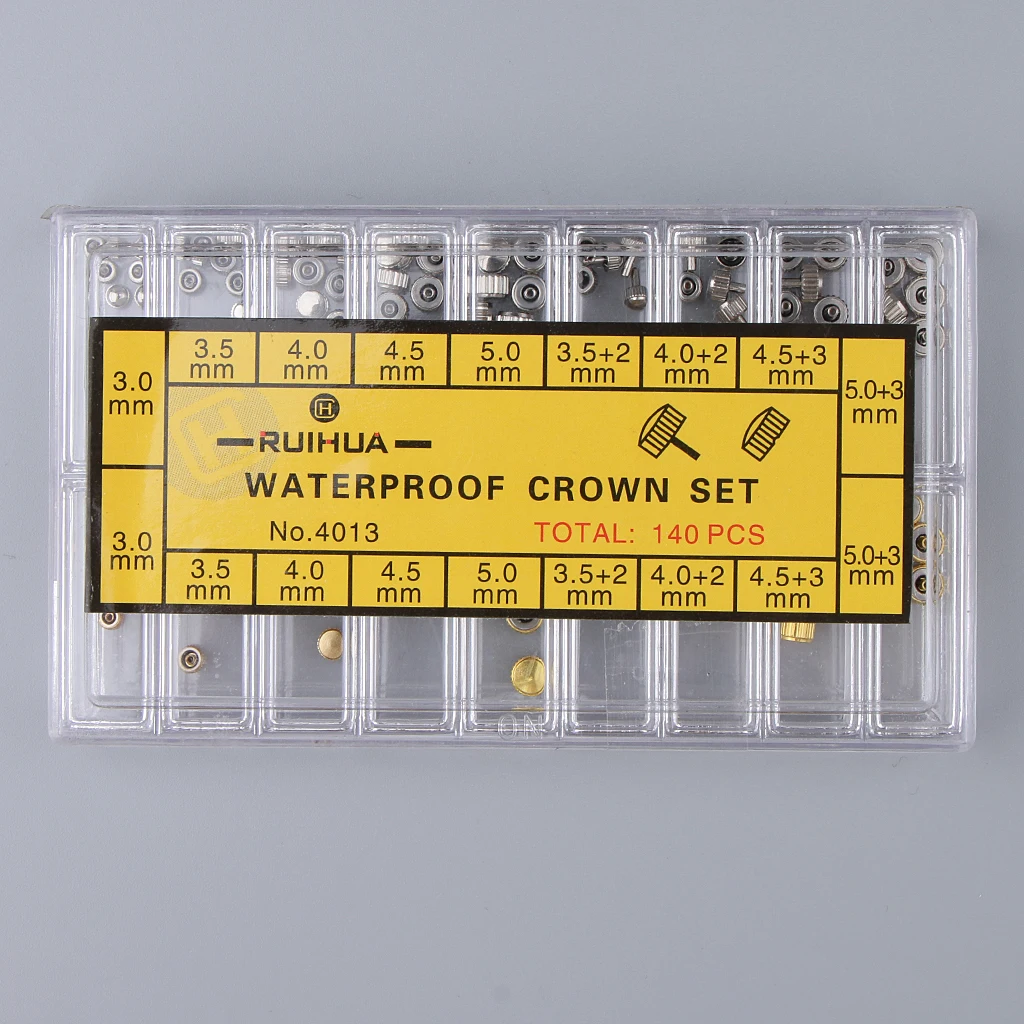 3.0 mm
3.5 mm
4.0 mm
4.5 mm
5.0 mm
3.5+2 mm
4.0+2 mm
4.5+3 mm
5.0+3 mm
H
RUIHUA
WATERPROOF CROWN SET
No.4013 TOTAL: 140 PCS
3.0 mm
3.5 mm
4.0 mm
4.5 mm
5.0 mm
3.5+2 mm
4.0+2 mm
4.5+3 mm
5.0+3 mm
ON